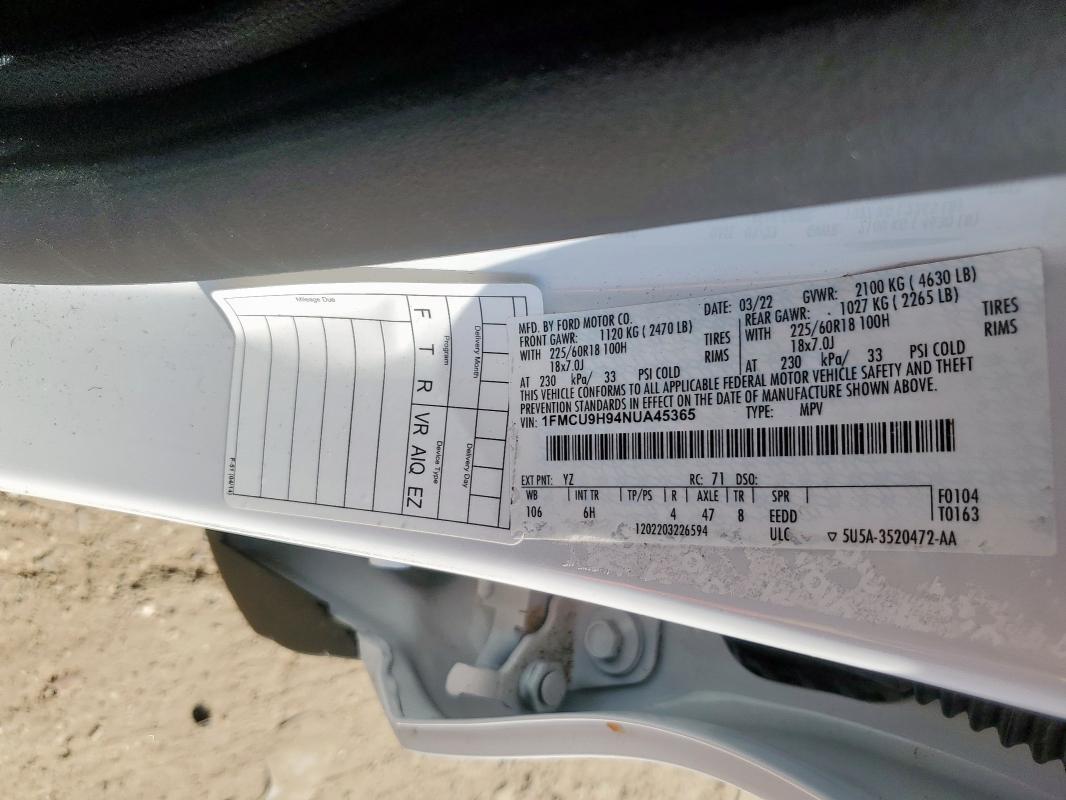 MFD. BY FORD MOTOR CO. DATE: 03/22 GVWR: 2100 KG ( 4630 LB)
FRONT GAWR: 1120 KG ( 2470 LB) REAR GAWR: 1027 KG ( 2265 LB)
WITH 225/60R18 100H TIRES WITH 225/60R18 100H TIRES
18x7.0J RIMS 18x7.0J RIMS
AT 230 kPa/ 33 PSI COLD AT 230 kPa/ 33 PSI COLD
THIS VEHICLE CONFORMS TO ALL APPLICABLE FEDERAL MOTOR VEHICLE SAFETY AND THEFT
PREVENTION STANDARDS IN EFFECT ON THE DATE OF MANUFACTURE SHOWN ABOVE.
VIN: 1FMCU9H94NUA45365 TYPE: MPV
EXT PNT: YZ RC: 71 DSO:
WB INT TR TP/PS R AXLE TR SPR F0104
106 6H 4 47 8 EEDD T0163
1202203226594 ULC ▽ 5U5A-3520472-AA
Mileage Due
F T R VR AIQ EZ
Program
Device Type
Delivery Month
Delivery Day
F-51 (04/14)